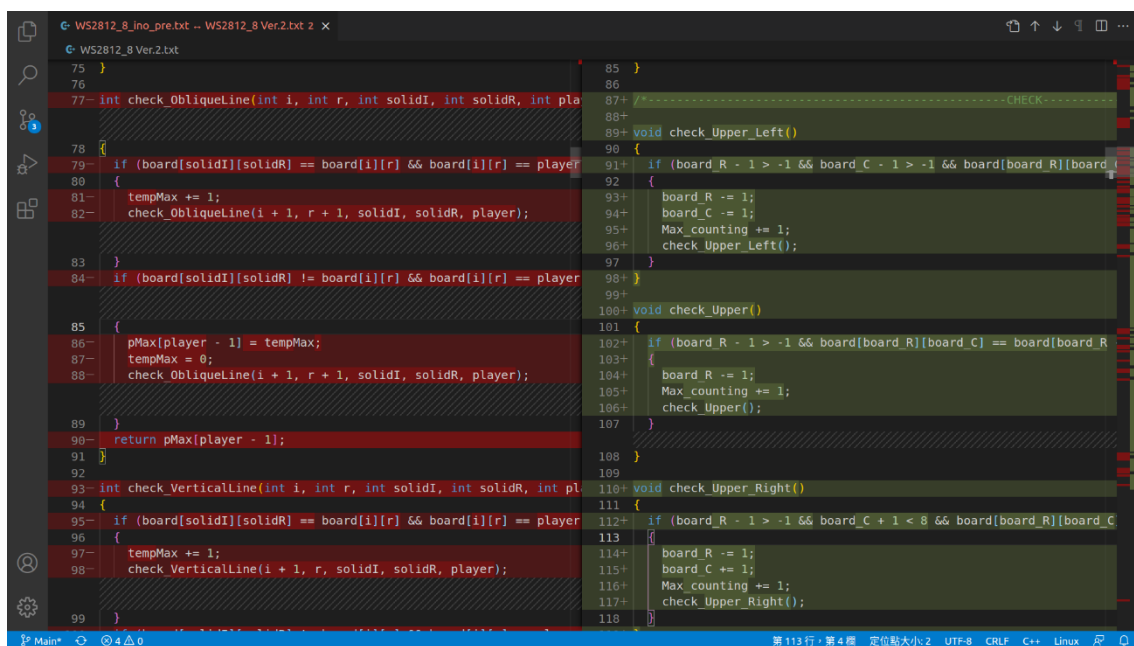 WS2812_8_ino_pre.txt ↔ WS2812_8 Ver.2.txt 2 ×
WS2812_8 Ver.2.txt
75 }
76
77— int check_ObliqueLine(int i, int r, int solidI, int solidR, int pla
78 {
79— if (board[solidI][solidR] == board[i][r] && board[i][r] == player
80 {
81— tempMax += 1;
82— check_ObliqueLine(i + 1, r + 1, solidI, solidR, player);
83 }
84— if (board[solidI][solidR] != board[i][r] && board[i][r] == player
85 {
86— pMax[player - 1] = tempMax;
87— tempMax = 0;
88— check_ObliqueLine(i + 1, r + 1, solidI, solidR, player);
89 }
90— return pMax[player - 1];
91 }
92
93— int check_VerticalLine(int i, int r, int solidI, int solidR, int pl
94 {
95— if (board[solidI][solidR] == board[i][r] && board[i][r] == player
96 {
97— tempMax += 1;
98— check_VerticalLine(i + 1, r, solidI, solidR, player);
99 }
85 }
86
87+ /*----------------------------------------------------CHECK----------
88+
89+ void check_Upper_Left()
90 {
91+ if (board_R - 1 > -1 && board_C - 1 > -1 && board[board_R][board_
92 {
93+ board_R -= 1;
94+ board_C -= 1;
95+ Max_counting += 1;
96+ check_Upper_Left();
97 }
98+ }
99+
100+ void check_Upper()
101 {
102+ if (board_R - 1 > -1 && board[board_R][board_C] == board[board_R
103+ {
104+ board_R -= 1;
105+ Max_counting += 1;
106+ check_Upper();
107 }
108 }
109
110+ void check_Upper_Right()
111 {
112+ if (board_R - 1 > -1 && board_C + 1 < 8 && board[board_R][board_C
113 {
114+ board_R -= 1;
115+ board_C += 1;
116+ Max_counting += 1;
117+ check_Upper_Right();
118 }
3
Main* 4 0 第 113 行，第 4 欄 定位點大小: 2 UTF-8 CRLF C++ Linux